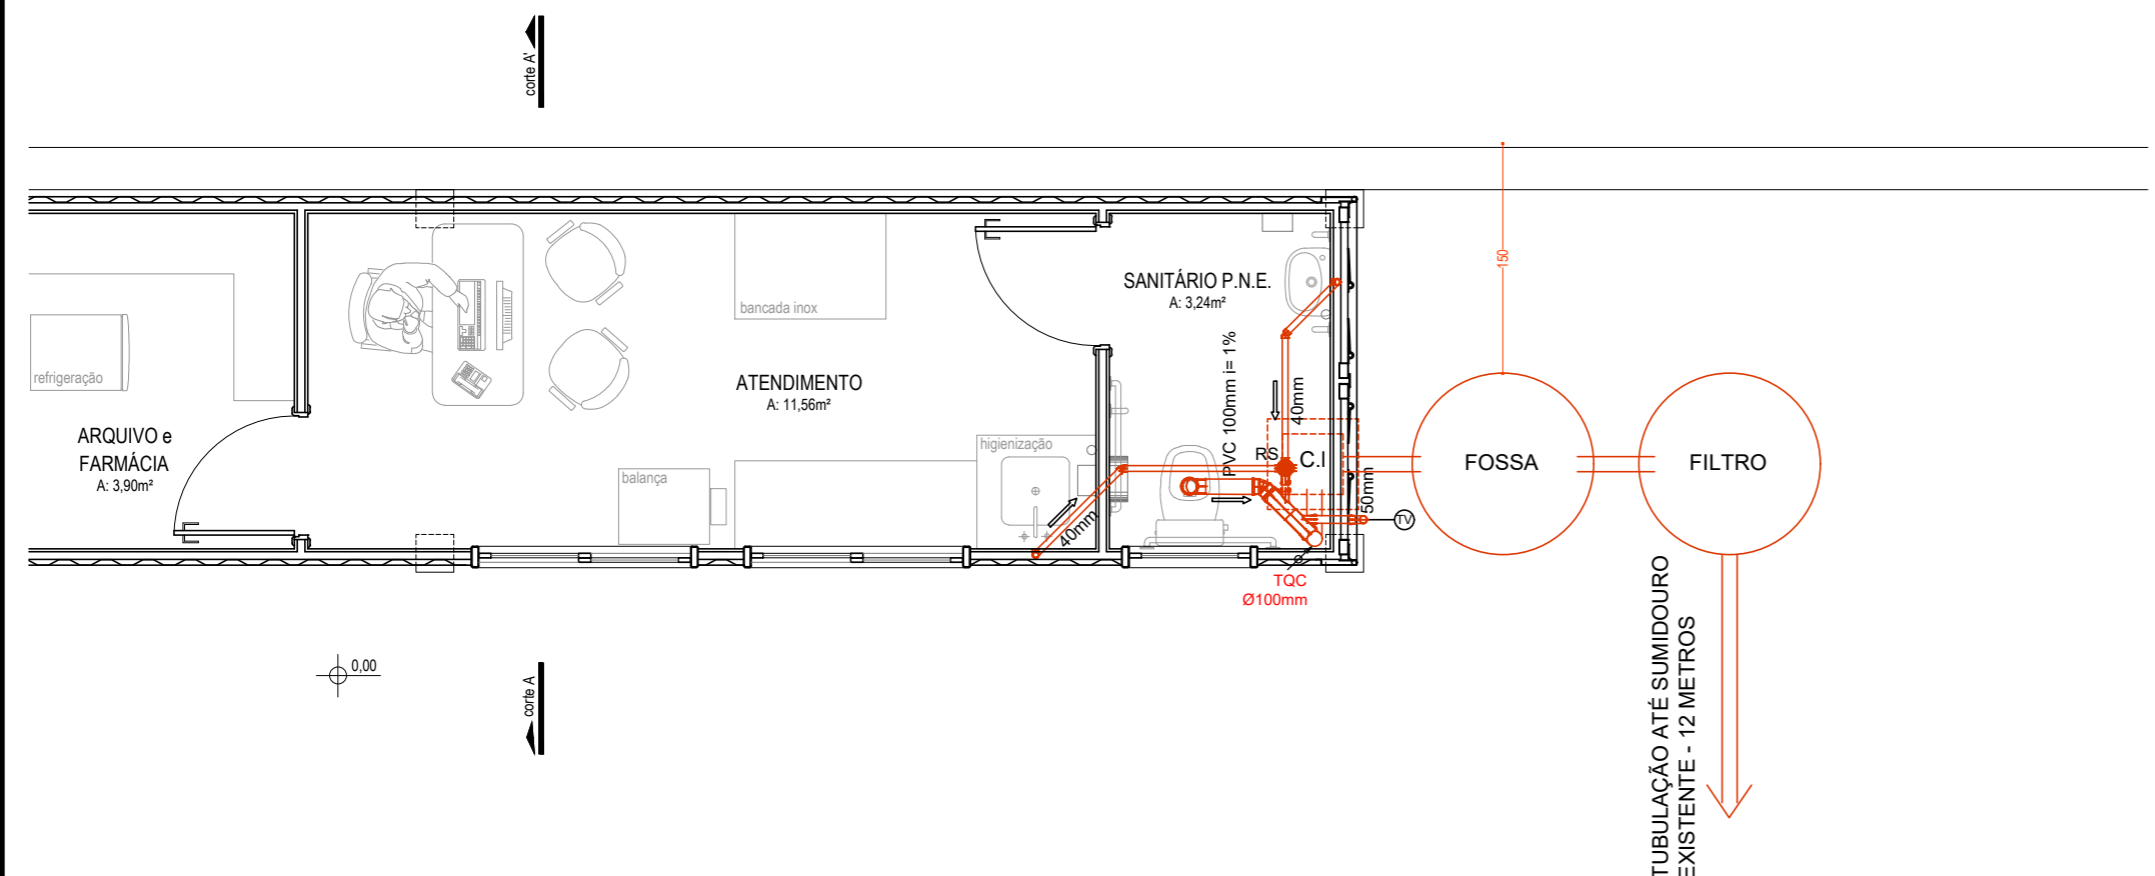 corte A'
150
SANITÁRIO P.N.E.
A: 3,24m²
bancada inox
refrigeração
ATENDIMENTO
A: 11,56m²
PVC 100mm i= 1%
40mm
ARQUIVO e
FARMÁCIA
A: 3,90m²
higienização
balança
RS
C.I
FOSSA
FILTRO
40mm
50mm
TV
TQC
Ø100mm
0,00
corte A
TUBULAÇÃO ATÉ SUMIDOURO
EXISTENTE - 12 METROS